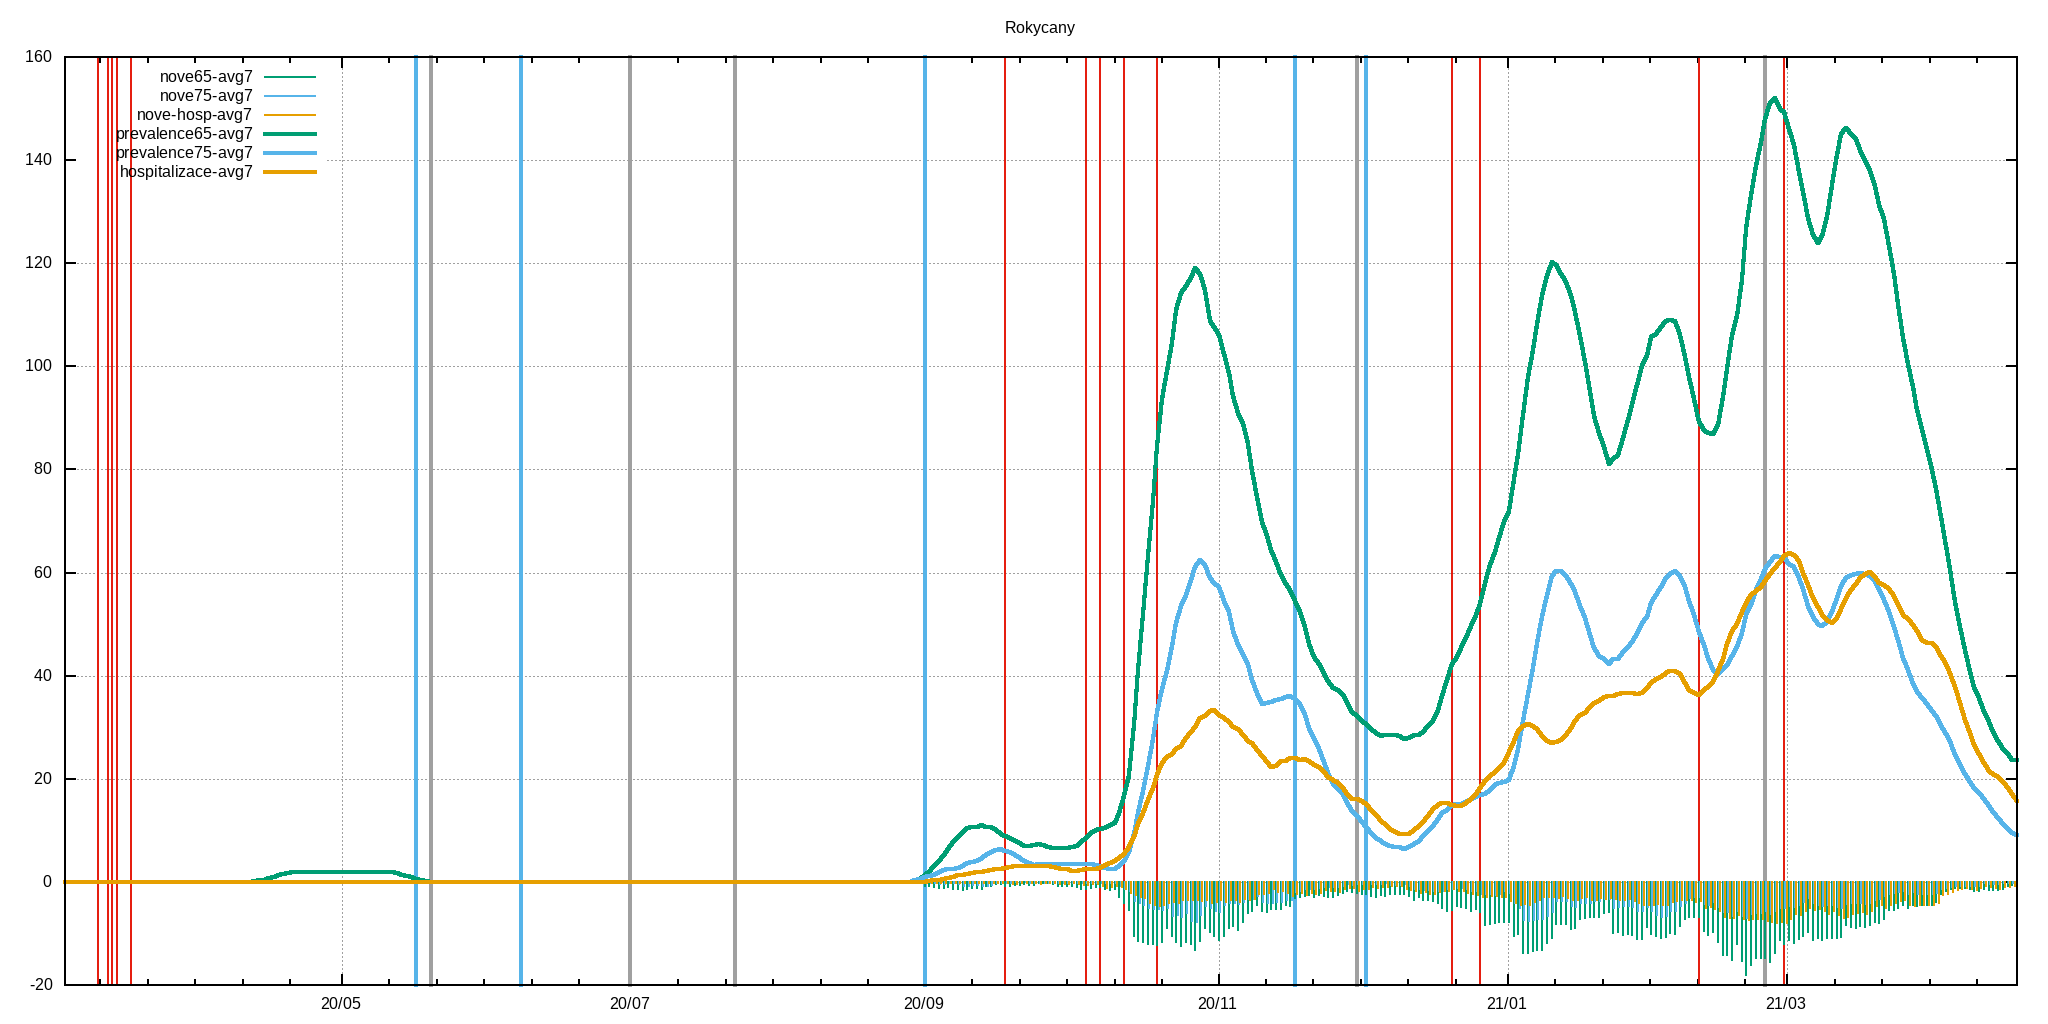 Rokycany
160
140
120
100
80
60
40
20
0
-20
nove65-avg7
nove75-avg7
nove-hosp-avg7
prevalence65-avg7
prevalence75-avg7
hospitalizace-avg7
20/05 20/07 20/09 20/11 21/01 21/03